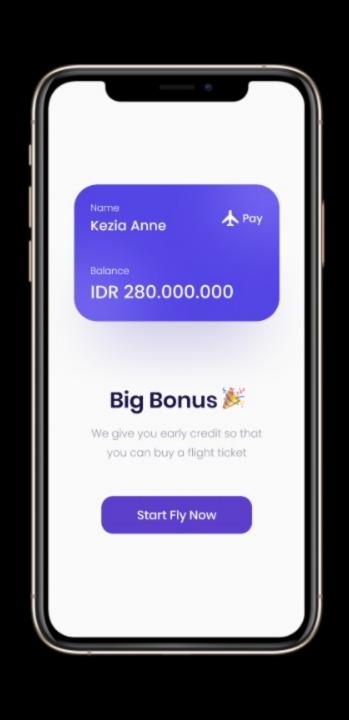 Name
Kezia Anne
Pay
Balance
IDR 280.000.000
Big Bonus 🎉
We give you early credit so that
you can buy a flight ticket
Start Fly Now